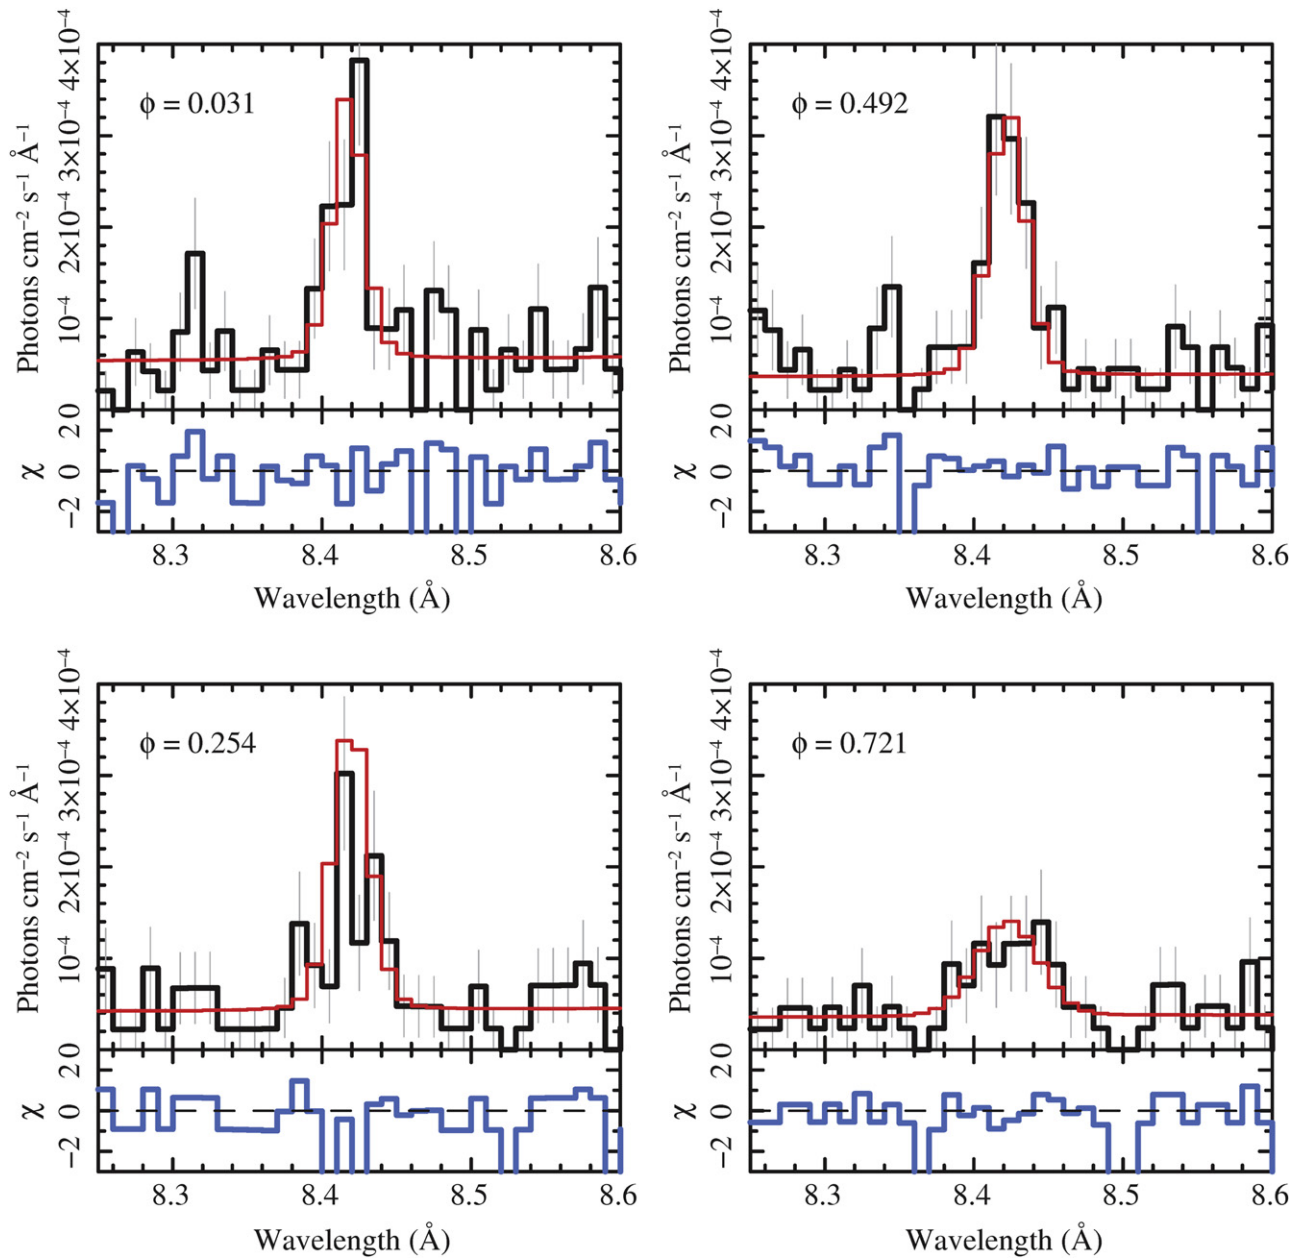 4×10⁻⁴
3×10⁻⁴
2×10⁻⁴
10⁻⁴
0
Photons cm⁻² s⁻¹ Å⁻¹
ϕ = 0.031
2
0
−2
χ
8.3 8.4 8.5 8.6
Wavelength (Å)
4×10⁻⁴
3×10⁻⁴
2×10⁻⁴
10⁻⁴
0
Photons cm⁻² s⁻¹ Å⁻¹
ϕ = 0.492
2
0
−2
χ
8.3 8.4 8.5 8.6
Wavelength (Å)
4×10⁻⁴
3×10⁻⁴
2×10⁻⁴
10⁻⁴
0
Photons cm⁻² s⁻¹ Å⁻¹
ϕ = 0.254
2
0
−2
χ
8.3 8.4 8.5 8.6
Wavelength (Å)
4×10⁻⁴
3×10⁻⁴
2×10⁻⁴
10⁻⁴
0
Photons cm⁻² s⁻¹ Å⁻¹
ϕ = 0.721
2
0
−2
χ
8.3 8.4 8.5 8.6
Wavelength (Å)